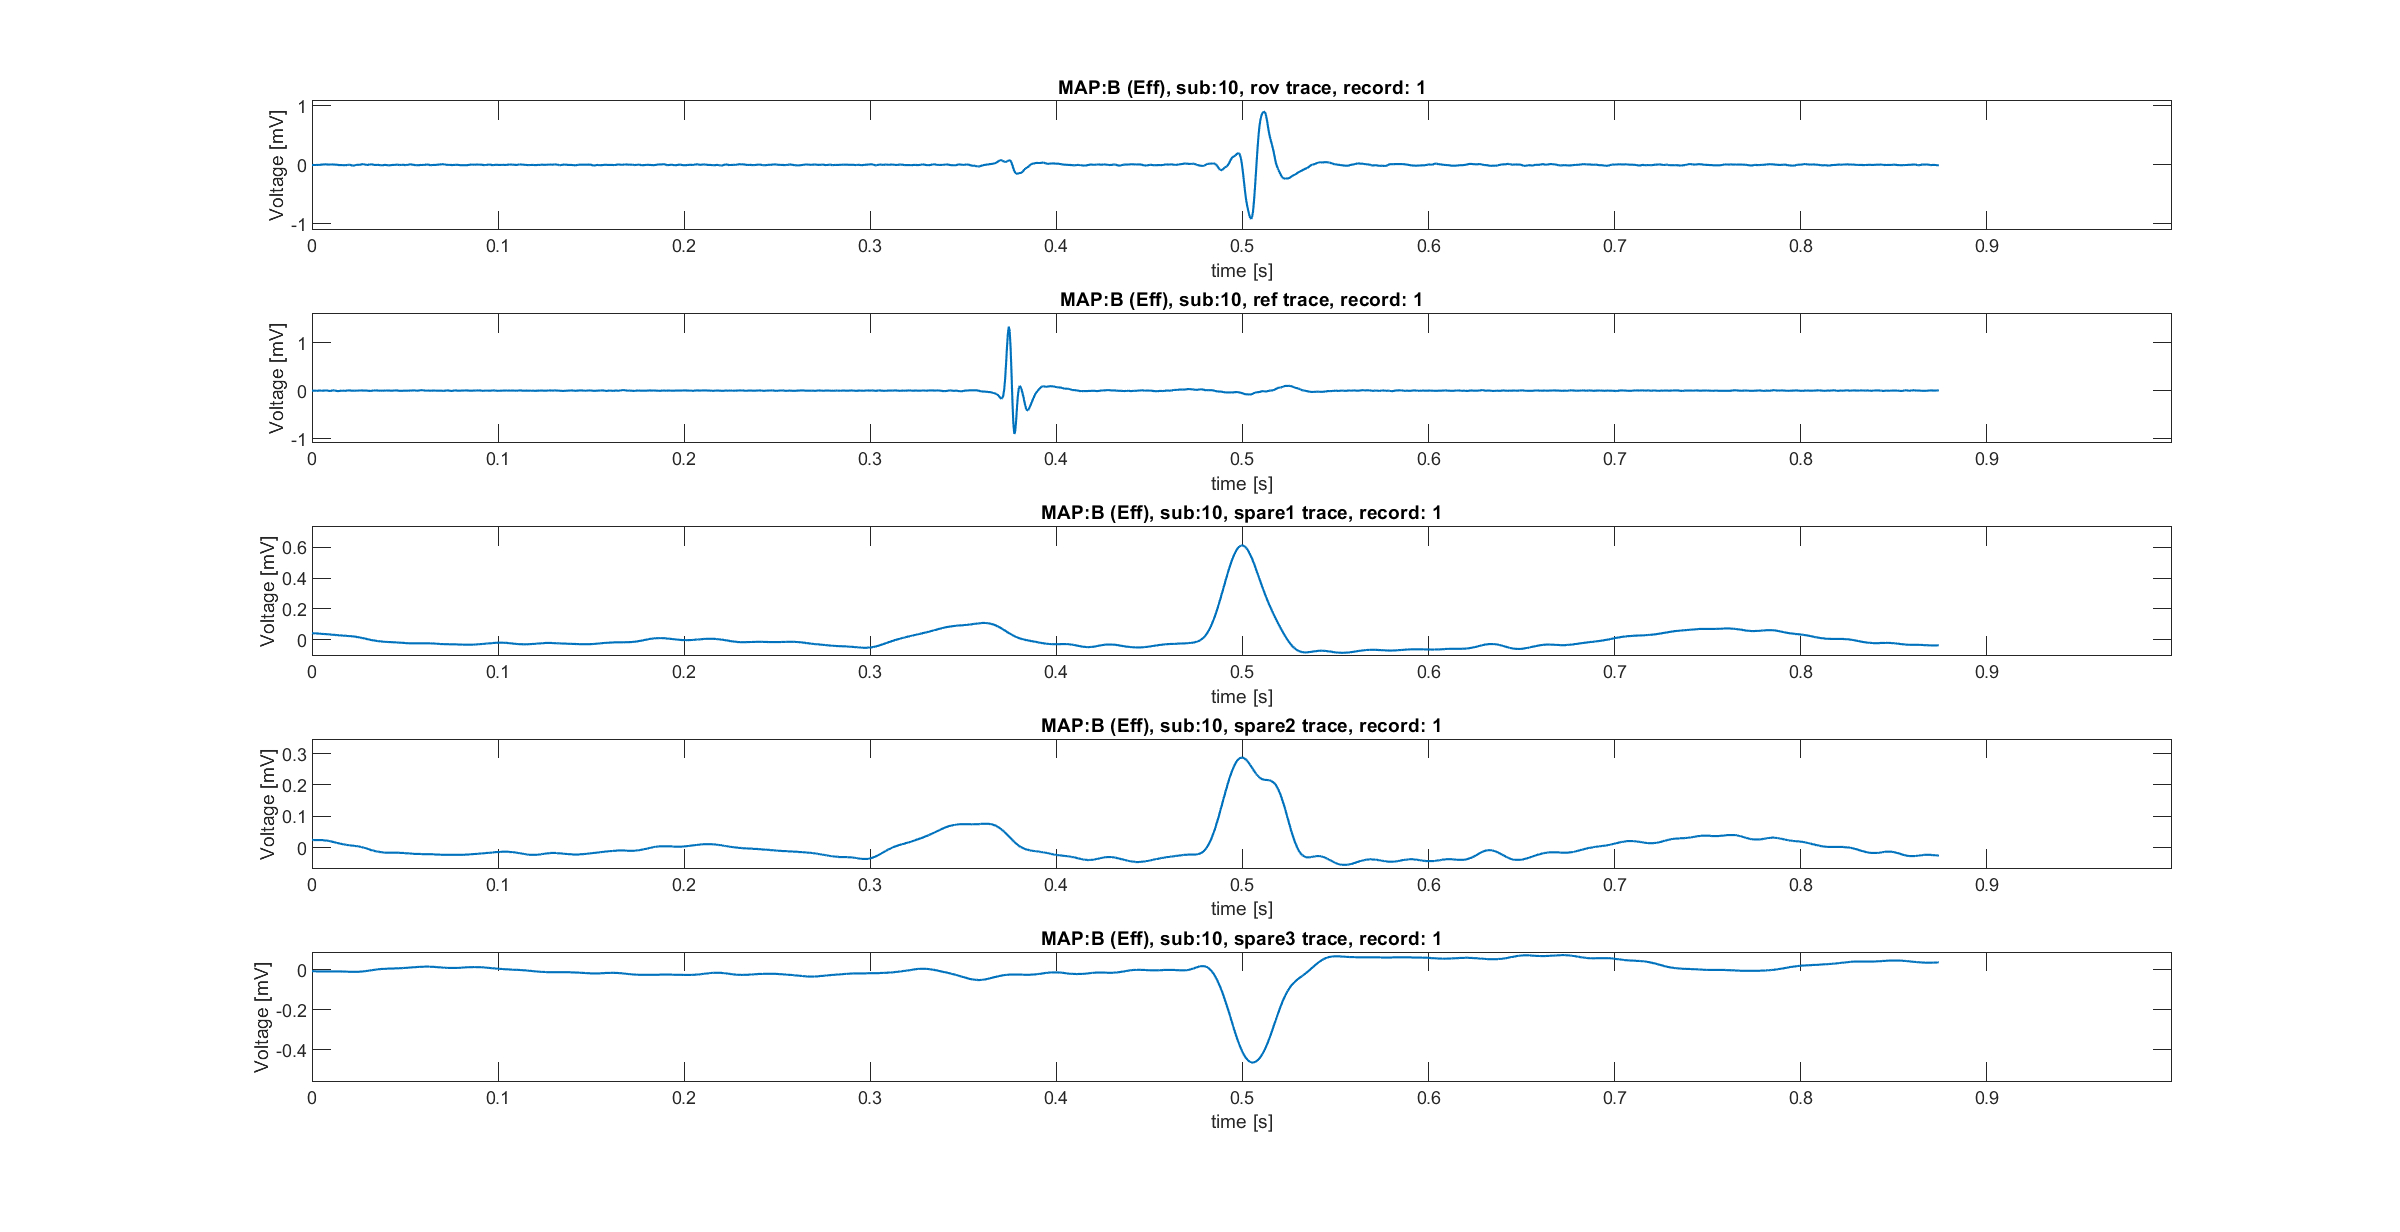 MAP:B (Eff), sub:10, rov trace, record: 1
Voltage [mV]
1
0
-1
0 0.1 0.2 0.3 0.4 0.5 0.6 0.7 0.8 0.9
time [s]
MAP:B (Eff), sub:10, ref trace, record: 1
Voltage [mV]
1
0
-1
0 0.1 0.2 0.3 0.4 0.5 0.6 0.7 0.8 0.9
time [s]
MAP:B (Eff), sub:10, spare1 trace, record: 1
Voltage [mV]
0.6
0.4
0.2
0
0 0.1 0.2 0.3 0.4 0.5 0.6 0.7 0.8 0.9
time [s]
MAP:B (Eff), sub:10, spare2 trace, record: 1
Voltage [mV]
0.3
0.2
0.1
0
0 0.1 0.2 0.3 0.4 0.5 0.6 0.7 0.8 0.9
time [s]
MAP:B (Eff), sub:10, spare3 trace, record: 1
Voltage [mV]
0
-0.2
-0.4
0 0.1 0.2 0.3 0.4 0.5 0.6 0.7 0.8 0.9
time [s]